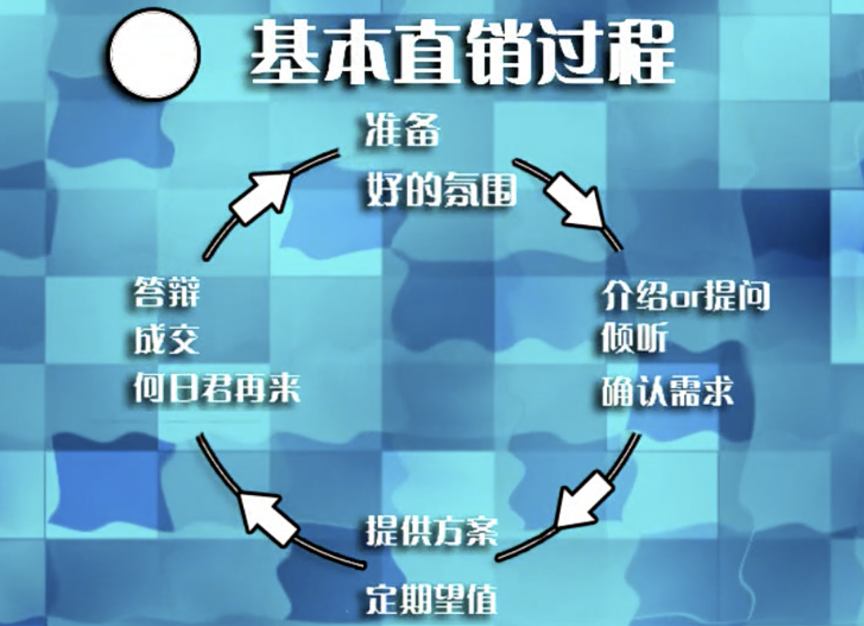 基本直销过程
准备
好的氛围
介绍or提问
倾听
确认需求
提供方案
定期望值
答辩
成交
何日君再来